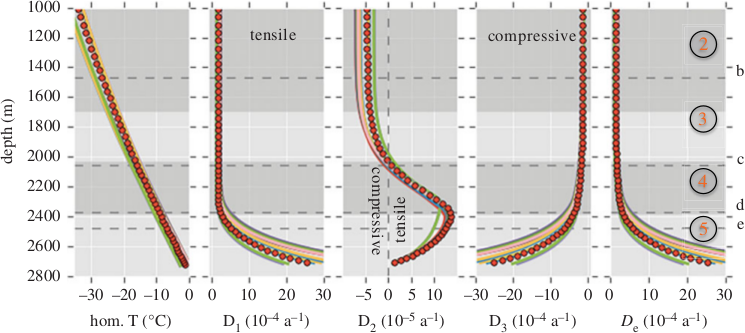 1000
1200
1400
1600
1800
2000
2200
2400
2600
2800
depth (m)
−30 −20 −10 0
hom. T (°C)
tensile
0 10 20 30
D1 (10–4 a–1)
compressive
tensile
−5 0 5 10
D2 (10–5 a–1)
compressive
−30 −20 −10 0
D3 (10–4 a–1)
0 10 20 30
De (10–4 a–1)
2
b
3
c
4
d
e
5